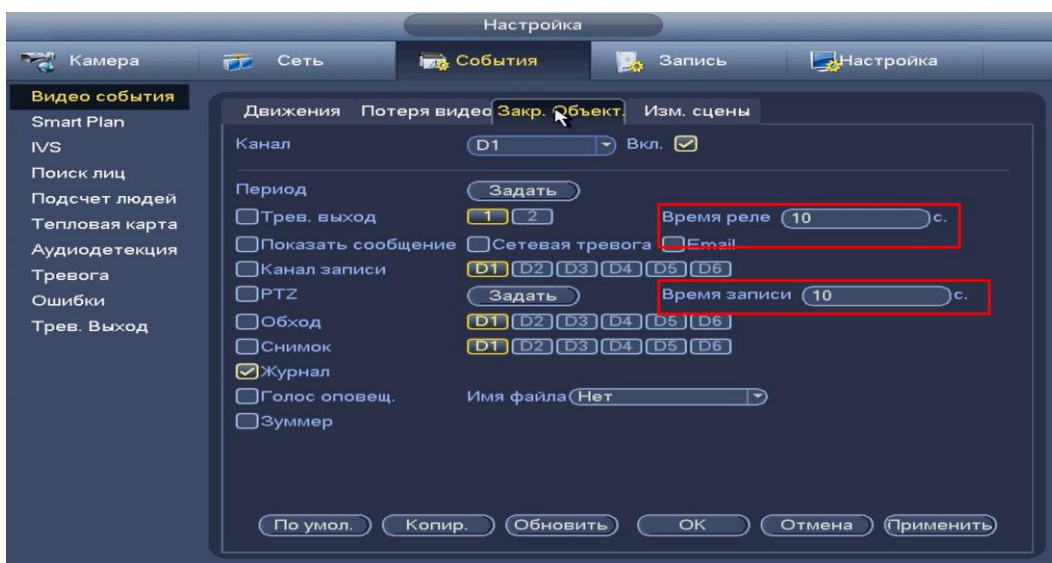 Настройка
Камера Сеть События Запись Настройка
Видео события
Smart Plan
IVS
Поиск лиц
Подсчет людей
Тепловая карта
Аудиодетекция
Тревога
Ошибки
Трев. Выход
Движения Потеря видео Закр. Объект. Изм. сцены
Канал D1 Вкл.
Период Задать
Трев. выход 1 2 Время реле 10 с.
Показать сообщение Сетевая тревога Email
Канал записи D1 D2 D3 D4 D5 D6
PTZ Задать Время записи 10 с.
Обход D1 D2 D3 D4 D5 D6
Снимок D1 D2 D3 D4 D5 D6
Журнал
Голос оповещ. Имя файла Нет
Зуммер
По умол. Копир. Обновить OK Отмена Применить